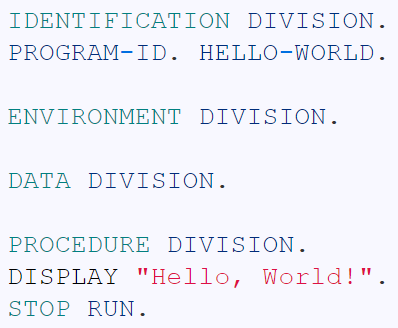 IDENTIFICATION DIVISION.
PROGRAM-ID. HELLO-WORLD.
ENVIRONMENT DIVISION.
DATA DIVISION.
PROCEDURE DIVISION.
DISPLAY "Hello, World!".
STOP RUN.